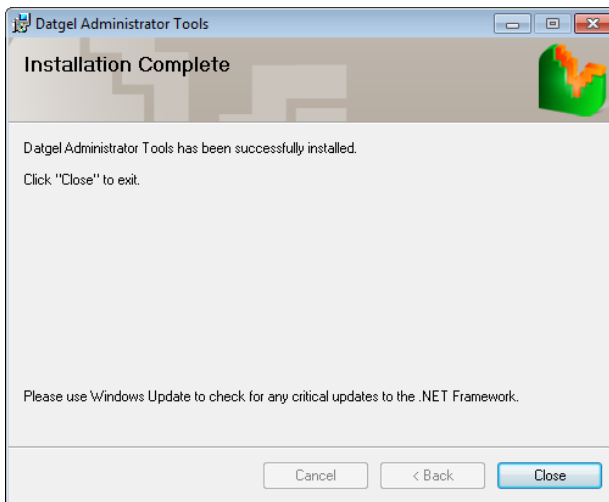 Datgel Administrator Tools
Installation Complete
Datgel Administrator Tools has been successfully installed.
Click "Close" to exit.
Please use Windows Update to check for any critical updates to the .NET Framework.
Cancel
< Back
Close